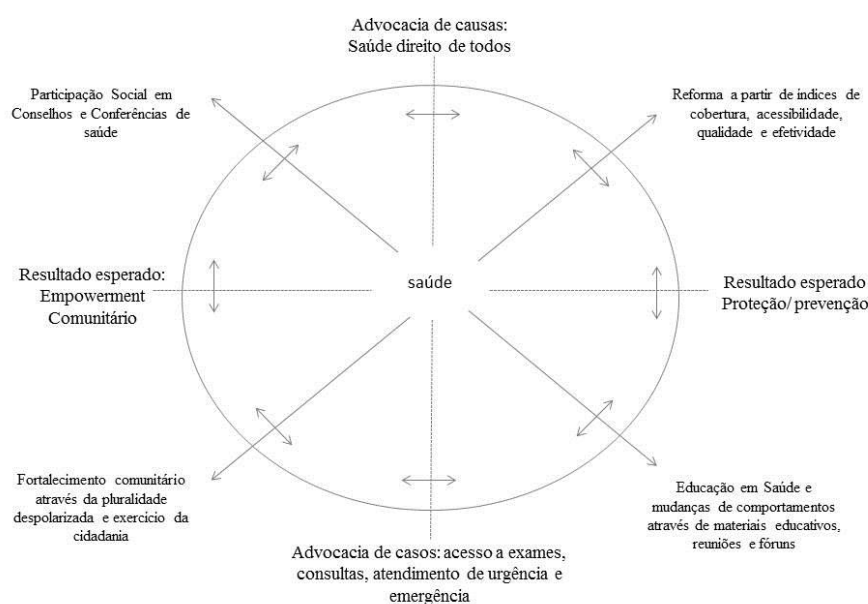 Advocacia de causas:
Saúde direito de todos
Participação Social em
Conselhos e Conferências de
saúde
Reforma a partir de indices de
cobertura, acessibilidade,
qualidade e efetividade
Resultado esperado:
Empowerment
Comunitário
saúde
Resultado esperado
Proteção/ prevenção
Fortalecimento comunitário
através da pluralidade
despolarizada e exercicio da
cidadania
Educação em Saúde e
mudanças de comportamentos
através de materiais educativos,
reuniões e fóruns
Advocacia de casos: acesso a exames,
consultas, atendimento de urgência e
emergência